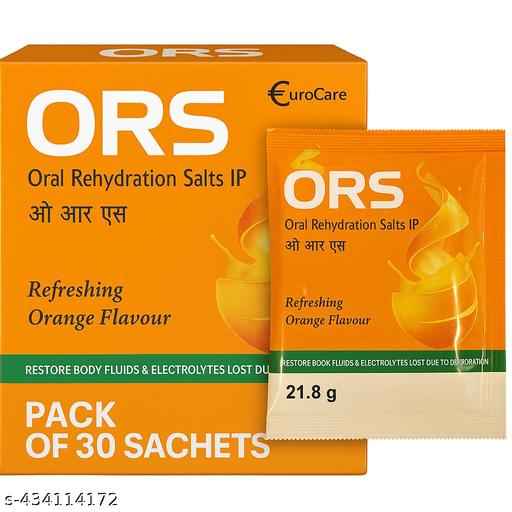 ORS
ORS
€uroCare
Oral Rehydration Salts IP
ओ आर एस
Refreshing
Orange Flavour
RESTORE BODY FLUIDS & ELECTROLYTES LOST DU
PACK
OF 30 SACHETS
ORS
Oral Rehydration Salts IP
ओ आर एस
Refreshing
Orange Flavour
RESTORE BOOK FLUIDS & ELECTROLYTES LOST DUE TO
21.8 g
s-434114172